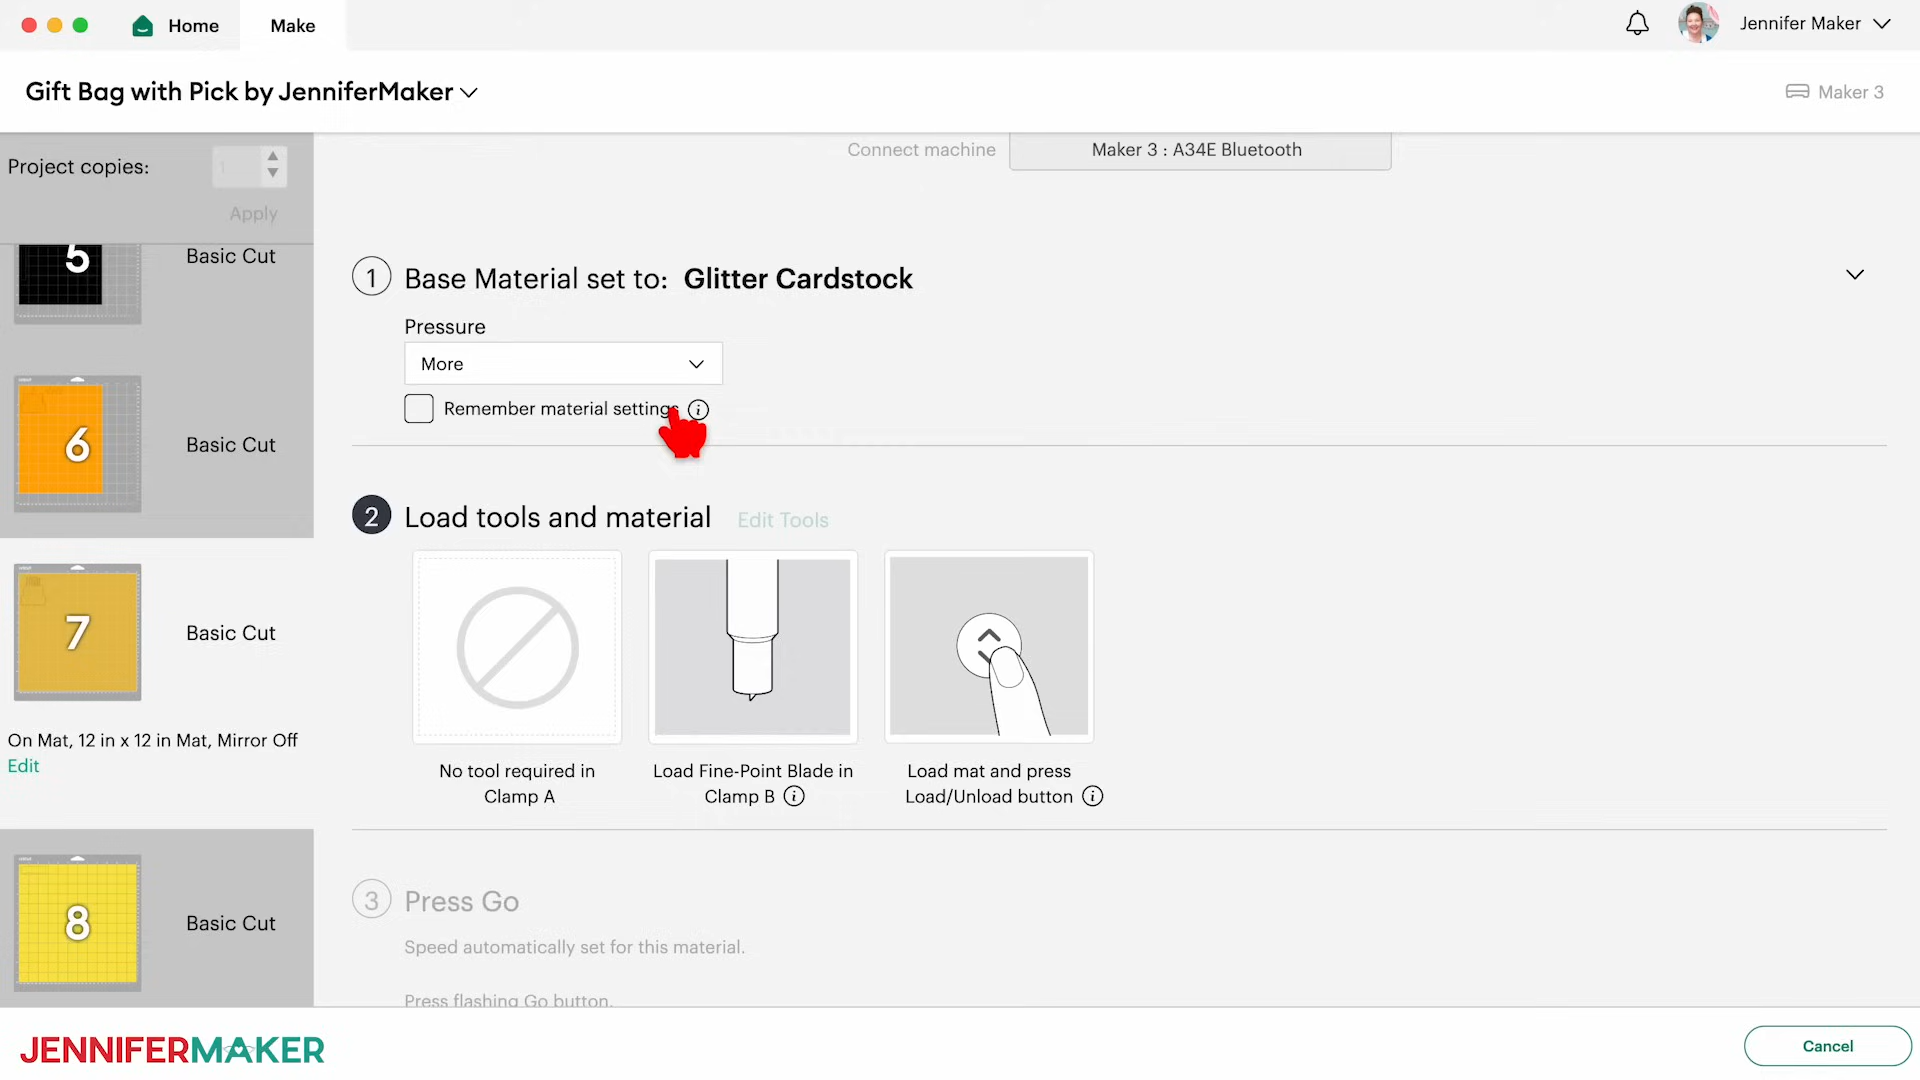 Home
Make
Jennifer Maker
Gift Bag with Pick by JenniferMaker
Maker 3
Project copies:
1
Apply
Connect machine
Maker 3 : A34E Bluetooth
5
Basic Cut
6
Basic Cut
7
Basic Cut
On Mat, 12 in x 12 in Mat, Mirror Off
Edit
8
Basic Cut
1
Base Material set to: Glitter Cardstock
Pressure
More
Remember material settings
2
Load tools and material
Edit Tools
No tool required in
Clamp A
Load Fine-Point Blade in
Clamp B
Load mat and press
Load/Unload button
3
Press Go
Speed automatically set for this material.
Press flashing Go button.
JENNIFERMAKER
Cancel